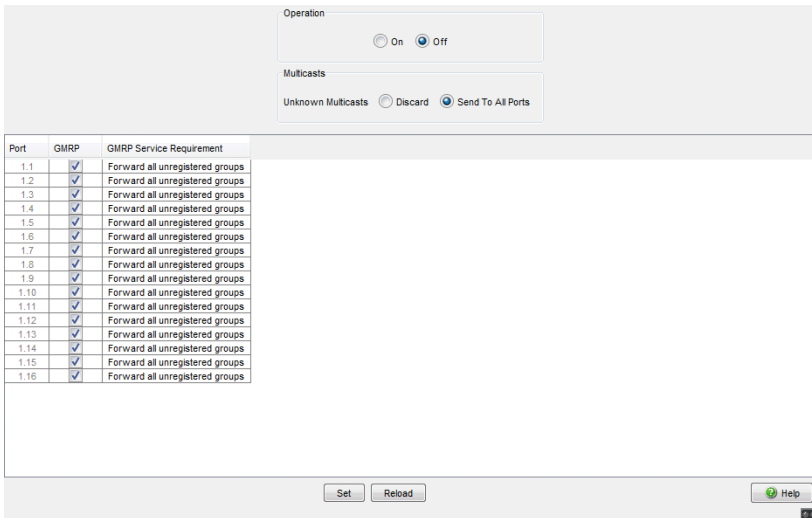 Operation
On Off
Multicasts
Unknown Multicasts Discard Send To All Ports
Port GMRP GMRP Service Requirement
1.1 Forward all unregistered groups
1.2 Forward all unregistered groups
1.3 Forward all unregistered groups
1.4 Forward all unregistered groups
1.5 Forward all unregistered groups
1.6 Forward all unregistered groups
1.7 Forward all unregistered groups
1.8 Forward all unregistered groups
1.9 Forward all unregistered groups
1.10 Forward all unregistered groups
1.11 Forward all unregistered groups
1.12 Forward all unregistered groups
1.13 Forward all unregistered groups
1.14 Forward all unregistered groups
1.15 Forward all unregistered groups
1.16 Forward all unregistered groups
Set Reload Help